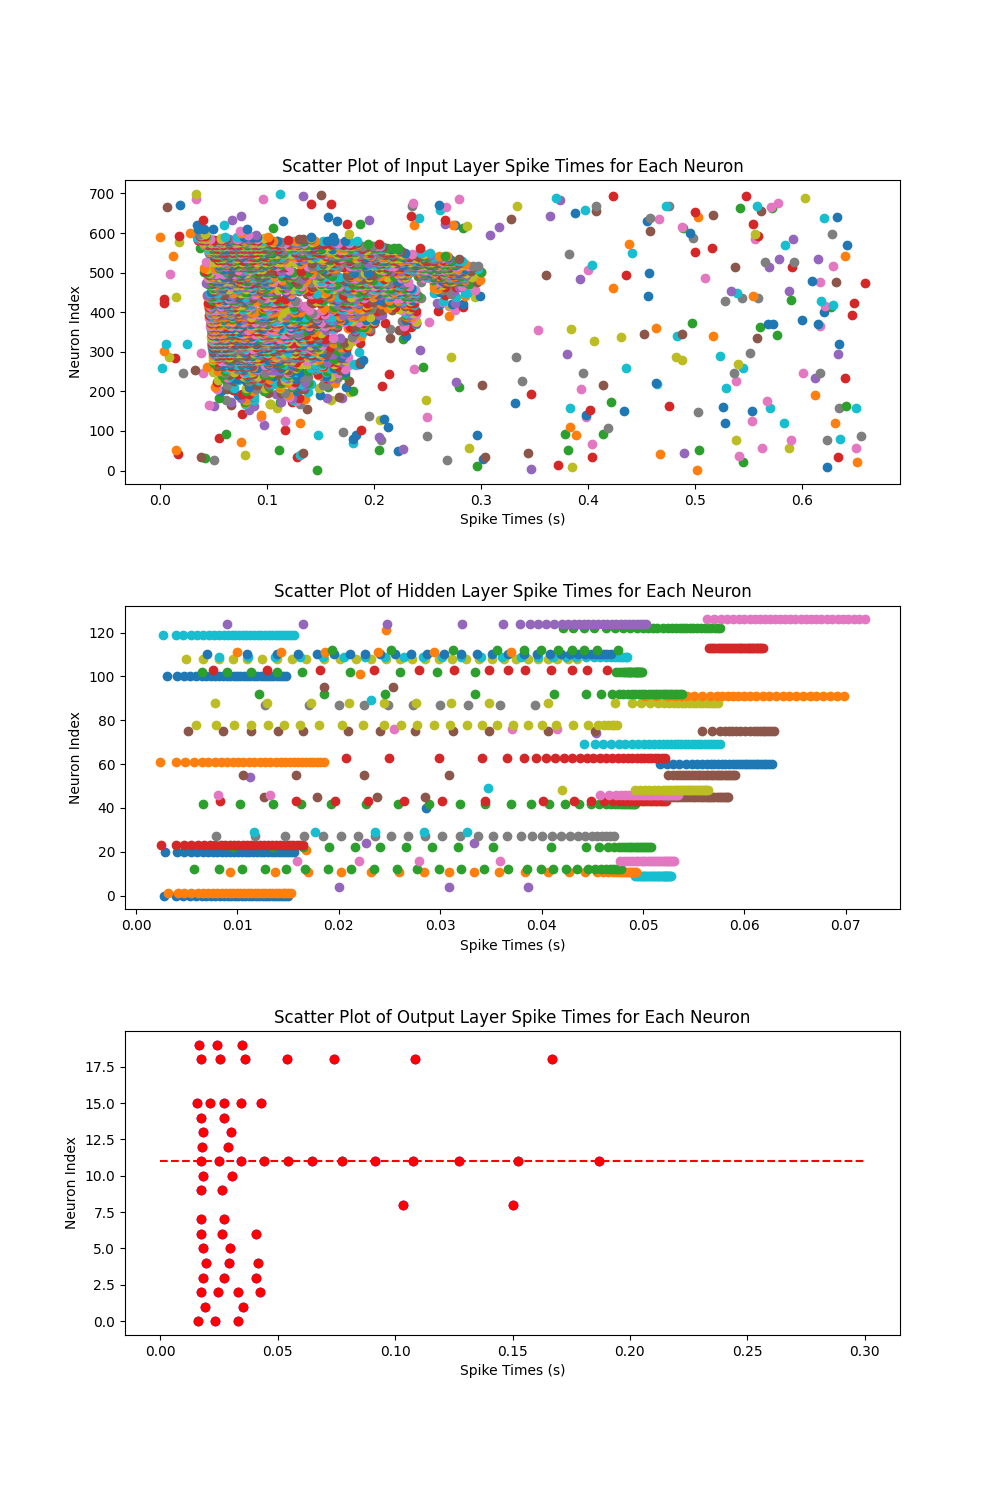 Scatter Plot of Input Layer Spike Times for Each Neuron
Neuron Index
700
600
500
400
300
200
100
0
0.0 0.1 0.2 0.3 0.4 0.5 0.6
Spike Times (s)
Scatter Plot of Hidden Layer Spike Times for Each Neuron
Neuron Index
120
100
80
60
40
20
0
0.00 0.01 0.02 0.03 0.04 0.05 0.06 0.07
Spike Times (s)
Scatter Plot of Output Layer Spike Times for Each Neuron
Neuron Index
17.5
15.0
12.5
10.0
7.5
5.0
2.5
0.0
0.00 0.05 0.10 0.15 0.20 0.25 0.30
Spike Times (s)